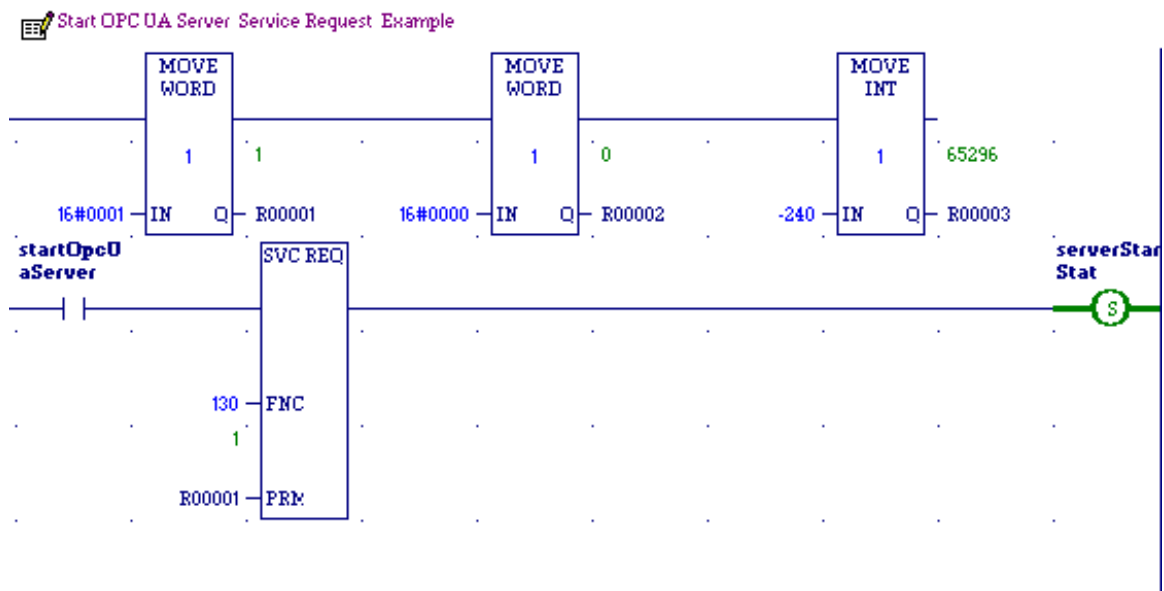 Start OPC UA Server Service Request Example
MOVE WORD
MOVE WORD
MOVE INT
1
1
1
0
1
65296
16#0001
IN
Q
R00001
16#0000
IN
Q
R00002
-240
IN
Q
R00003
startOpcU
aServer
SVC REQ
serverStar
Stat
S
130
FNC
1
R00001
PRM